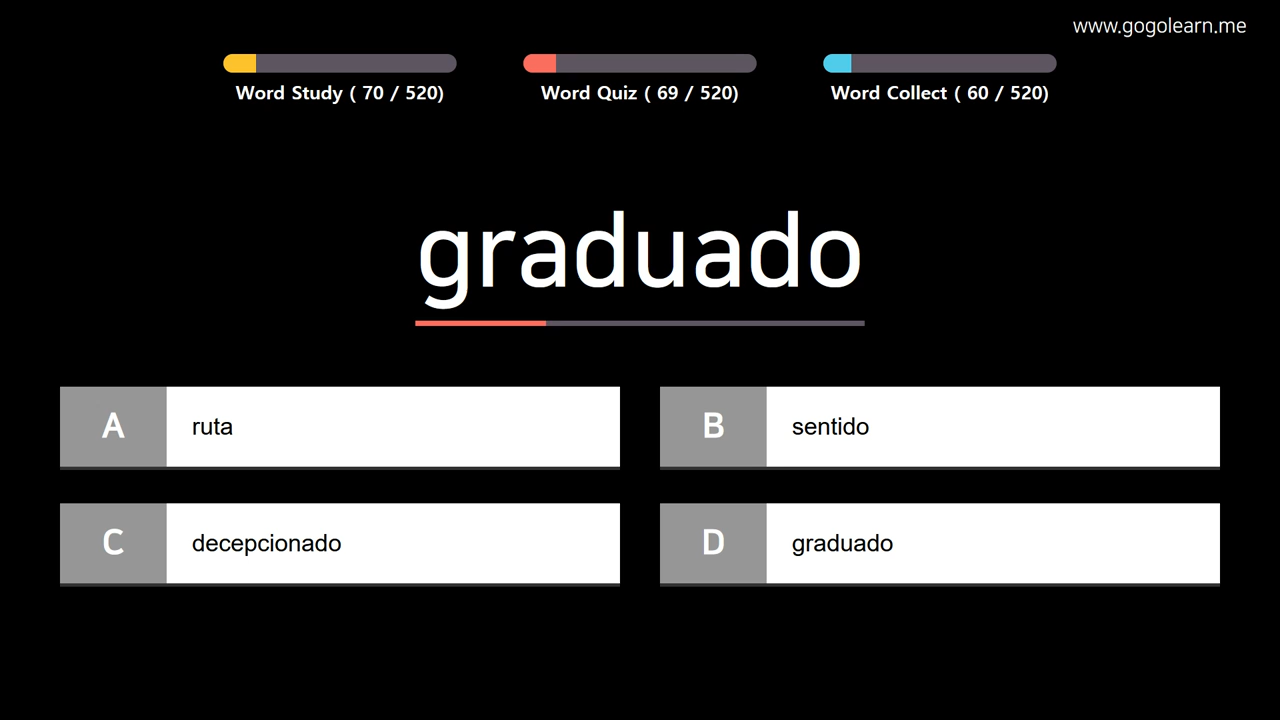 www.gogolearn.me
Word Study ( 70 / 520)
Word Quiz ( 69 / 520)
Word Collect ( 60 / 520)
graduado
A ruta
B sentido
C decepcionado
D graduado